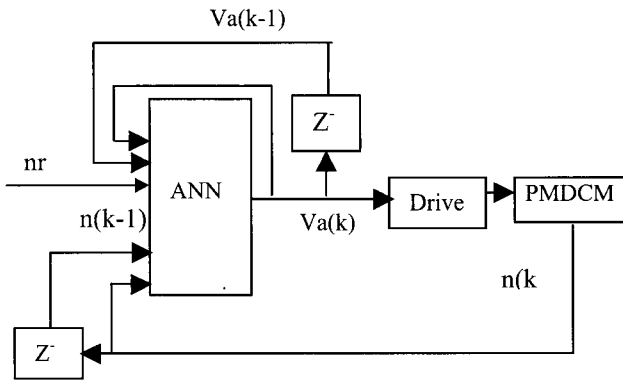 Va(k-1)
Z-
nr
ANN
n(k-1)
Va(k)
Drive
PMDCM
n(k
Z-